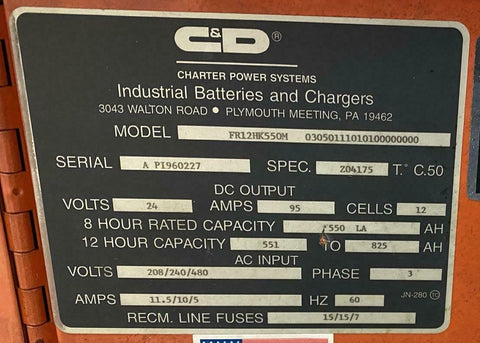 C&D®
CHARTER POWER SYSTEMS
Industrial Batteries and Chargers
3043 WALTON ROAD • PLYMOUTH MEETING, PA 19462
MODEL FR12HK550M 03050111010100000000
SERIAL A PI960227 SPEC. Z04175 T.° C.50
DC OUTPUT
VOLTS 24 AMPS 95 CELLS 12
8 HOUR RATED CAPACITY *550 LA AH
12 HOUR CAPACITY 551 TO 825 AH
AC INPUT
VOLTS 208/240/480 PHASE 3
AMPS 11.5/10/5 HZ 60 JN-280
RECM. LINE FUSES 15/15/7